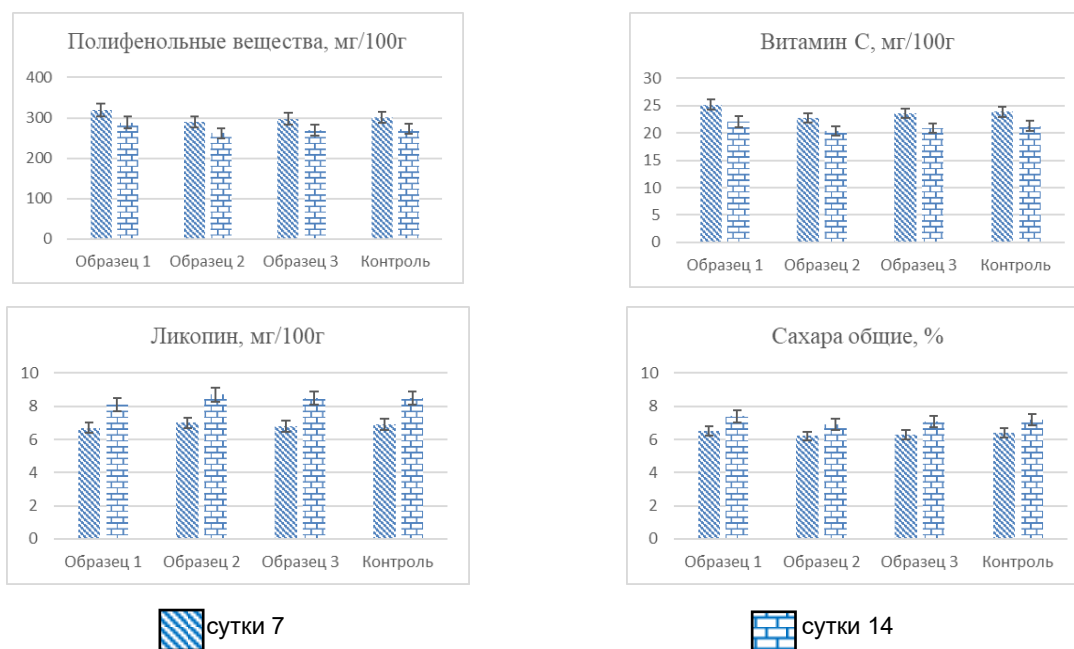 Полифенольные вещества, мг/100г
400
300
200
100
0
Образец 1 Образец 2 Образец 3 Контроль
Витамин С, мг/100г
30
25
20
15
10
5
0
Образец 1 Образец 2 Образец 3 Контроль
Ликопин, мг/100г
10
8
6
4
2
0
Образец 1 Образец 2 Образец 3 Контроль
Сахара общие, %
10
8
6
4
2
0
Образец 1 Образец 2 Образец 3 Контроль
сутки 7
сутки 14